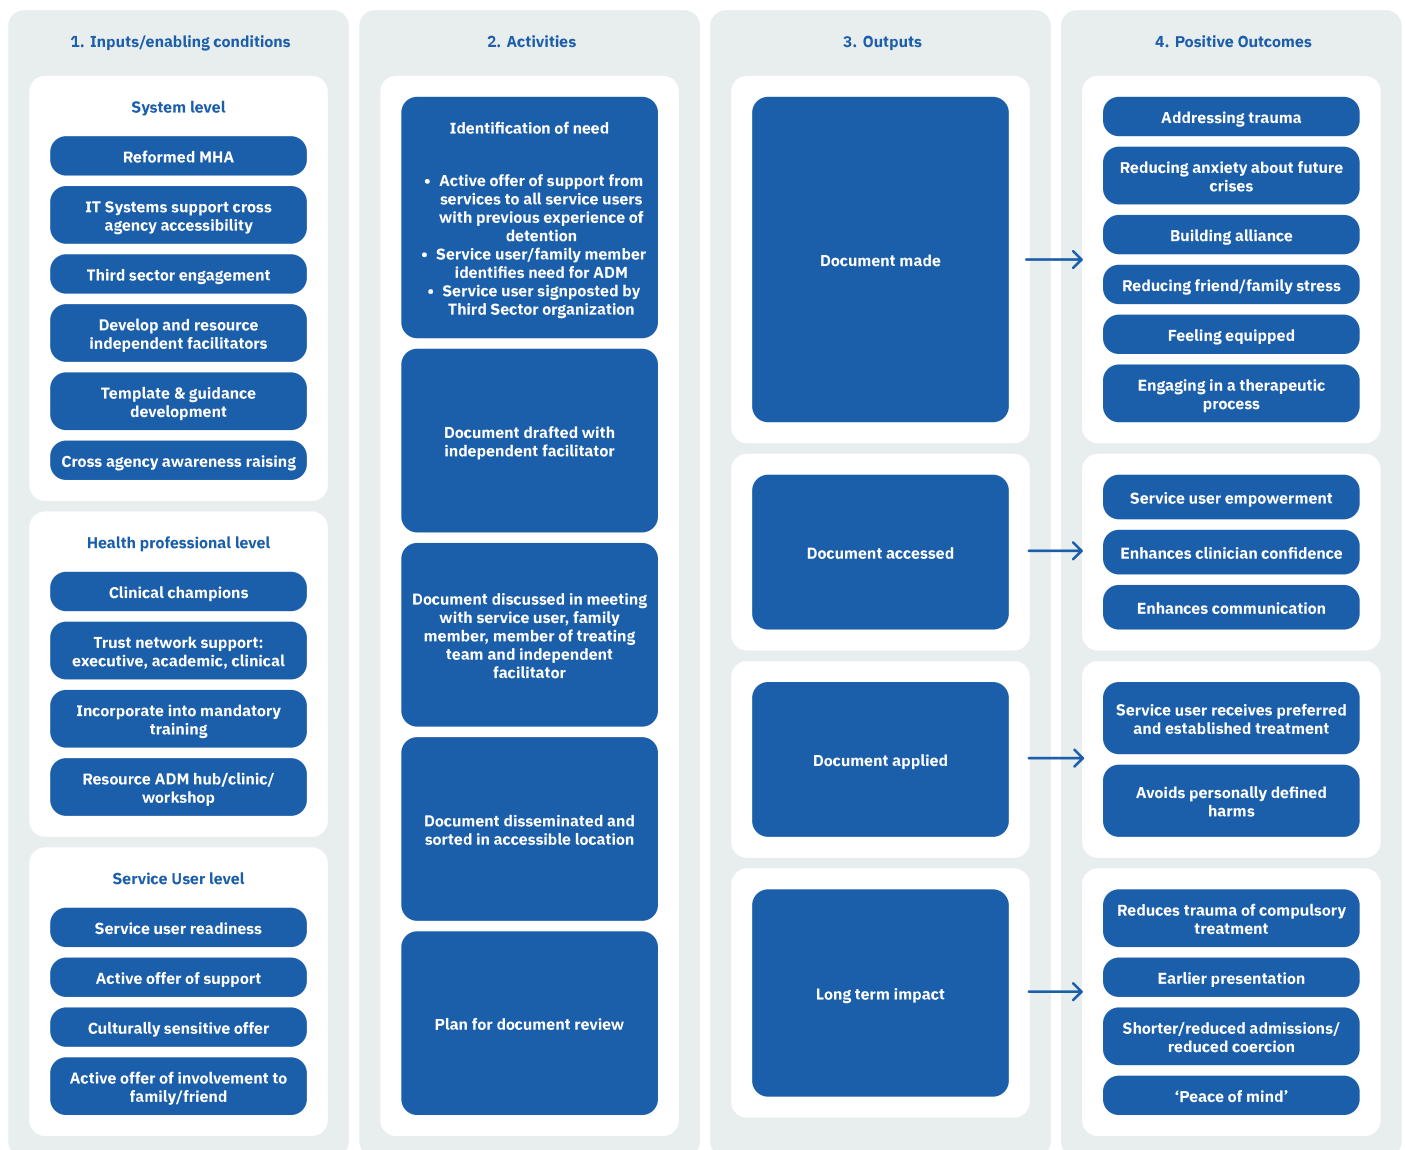 1. Inputs/enabling conditions
System level
Reformed MHA
IT Systems support cross
agency accessibility
Third sector engagement
Develop and resource
independent facilitators
Template & guidance
development
Cross agency awareness raising
Health professional level
Clinical champions
Trust network support:
executive, academic, clinical
Incorporate into mandatory
training
Resource ADM hub/clinic/
workshop
Service User level
Service user readiness
Active offer of support
Culturally sensitive offer
Active offer of involvement to
family/friend
2. Activities
Identification of need
• Active offer of support from
services to all service users
with previous experience of
detention
• Service user/family member
identifies need for ADM
• Service user signposted by
Third Sector organization
Document drafted with
independent facilitator
Document discussed in meeting
with service user, family
member, member of treating
team and independent
facilitator
Document disseminated and
sorted in accessible location
Plan for document review
3. Outputs
Document made
Document accessed
Document applied
Long term impact
4. Positive Outcomes
Addressing trauma
Reducing anxiety about future
crises
Building alliance
Reducing friend/family stress
Feeling equipped
Engaging in a therapeutic
process
Service user empowerment
Enhances clinician confidence
Enhances communication
Service user receives preferred
and established treatment
Avoids personally defined
harms
Reduces trauma of compulsory
treatment
Earlier presentation
Shorter/reduced admissions/
reduced coercion
‘Peace of mind’